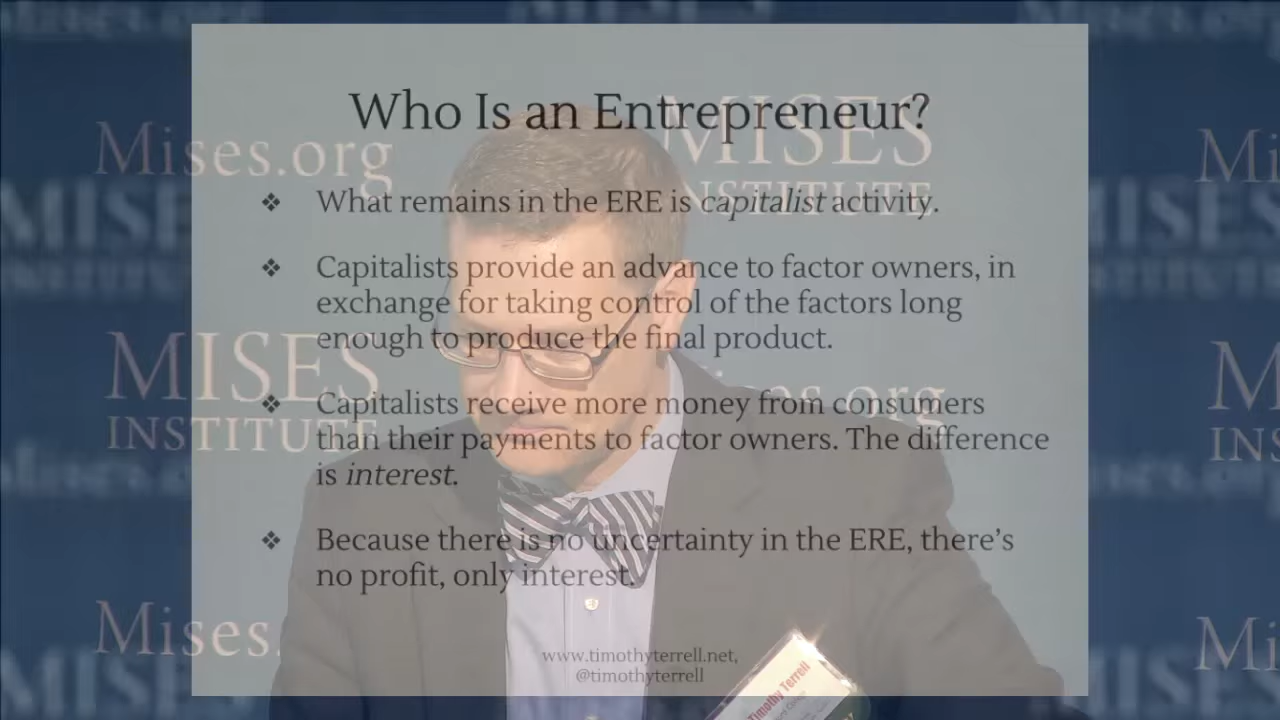 Who Is an Entrepreneur?
❖ What remains in the ERE is capitalist activity.
❖ Capitalists provide an advance to factor owners, in
exchange for taking control of the factors long
enough to produce the final product.
❖ Capitalists receive more money from consumers
than their payments to factor owners. The difference
is interest.
❖ Because there is no uncertainty in the ERE, there's
no profit, only interest.
www.timothyterrell.net,
@timothyterrell
Mises.org
MISES
INSTITUTE
MISES
INSTITUTE
Mises.
Timothy Terrell